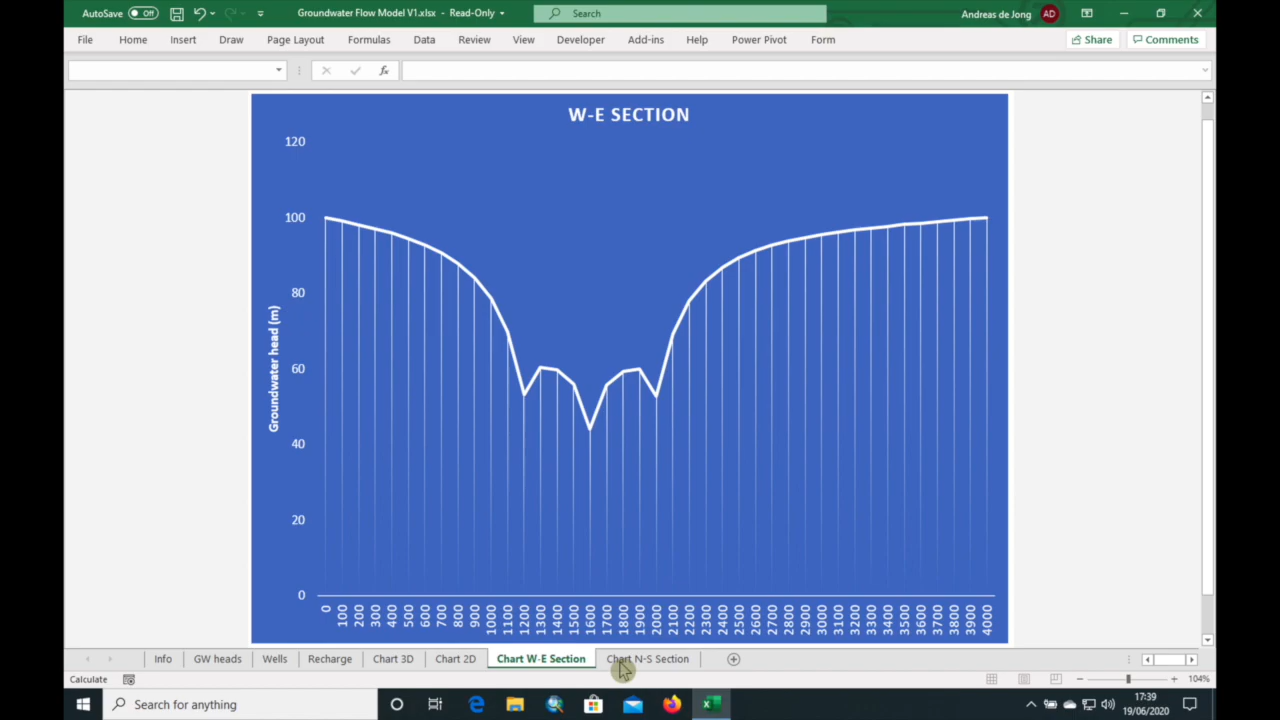 AutoSave Off Groundwater Flow Model V1.xlsx - Read-Only Search Andreas de Jong AD
File Home Insert Draw Page Layout Formulas Data Review View Developer Add-ins Help Power Pivot Form Share Comments
fx
W-E SECTION
120
100
80
60
40
20
0
Groundwater head (m)
0 100 200 300 400 500 600 700 800 900 1000 1100 1200 1300 1400 1500 1600 1700 1800 1900 2000 2100 2200 2300 2400 2500 2600 2700 2800 2900 3000 3100 3200 3300 3400 3500 3600 3700 3800 3900 4000
Info GW heads Wells Recharge Chart 3D Chart 2D Chart W-E Section Chart N-S Section
Calculate 104%
Search for anything 17:39
19/06/2020